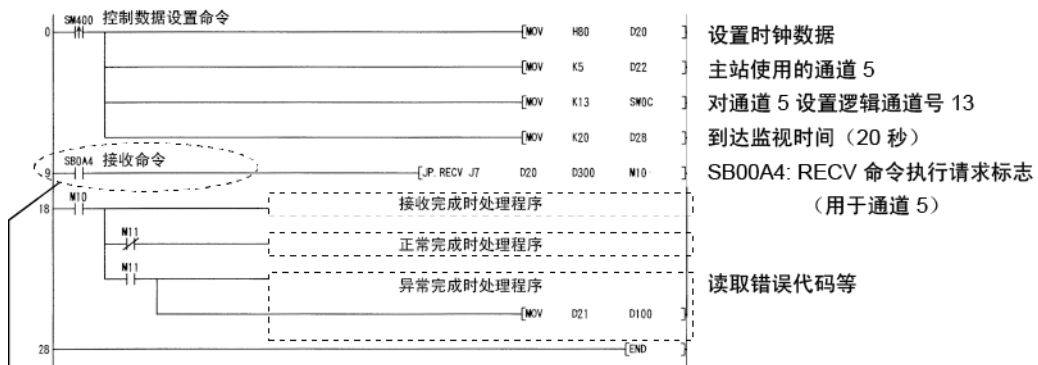 SM400 控制数据设置命令
0 [MOV H80 D20 ] 设置时钟数据
[MOV K5 D22 ] 主站使用的通道 5
[MOV K13 SW0C ] 对通道 5 设置逻辑通道号 13
[MOV K20 D28 ] 到达监视时间（20 秒）
SB0A4 接收命令
9 [JP.RECV J7 D20 D300 M10 ] SB00A4: RECV 命令执行请求标志
（用于通道 5）
M10
18 接收完成时处理程序
M11
正常完成时处理程序
M11
异常完成时处理程序 读取错误代码等
[MOV D21 D100 ]
28 [END ]